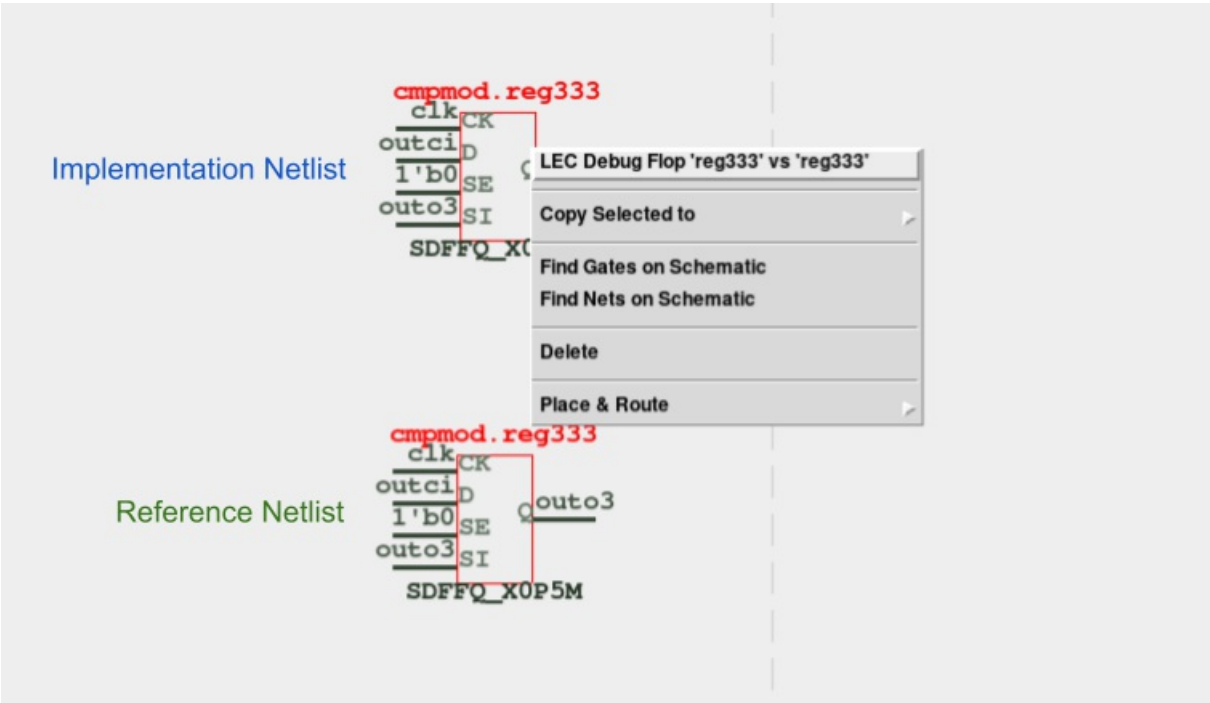 cmpmod.reg333
clk
CK
outci
D
1'b0
SE
outo3
SI
SDFFQ_X0
Implementation Netlist
LEC Debug Flop 'reg333' vs 'reg333'
Copy Selected to
Find Gates on Schematic
Find Nets on Schematic
Delete
Place & Route
cmpmod.reg333
clk
CK
outci
D
Q
outo3
1'b0
SE
outo3
SI
SDFFQ_X0P5M
Reference Netlist